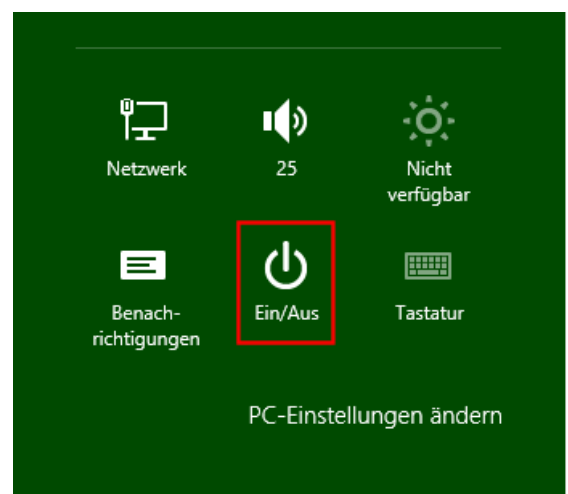 Netzwerk
25
Nicht
verfügbar
Benach-
richtigungen
Ein/Aus
Tastatur
PC-Einstellungen ändern